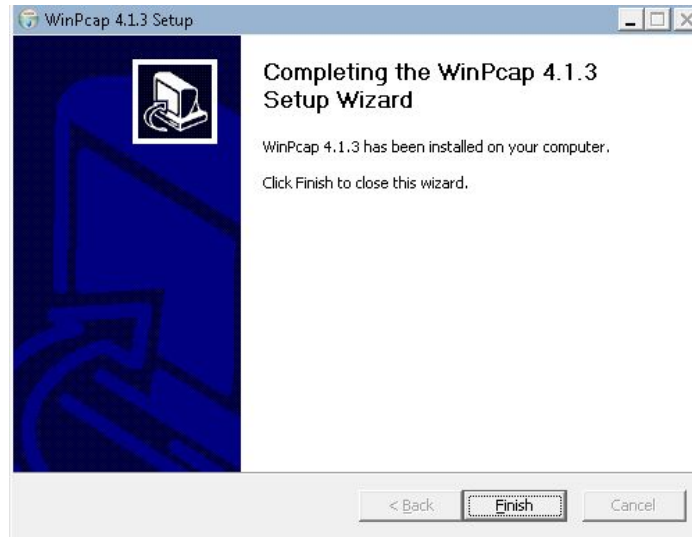 WinPcap 4.1.3 Setup
Completing the WinPcap 4.1.3
Setup Wizard
WinPcap 4.1.3 has been installed on your computer.
Click Finish to close this wizard.
< Back
Finish
Cancel